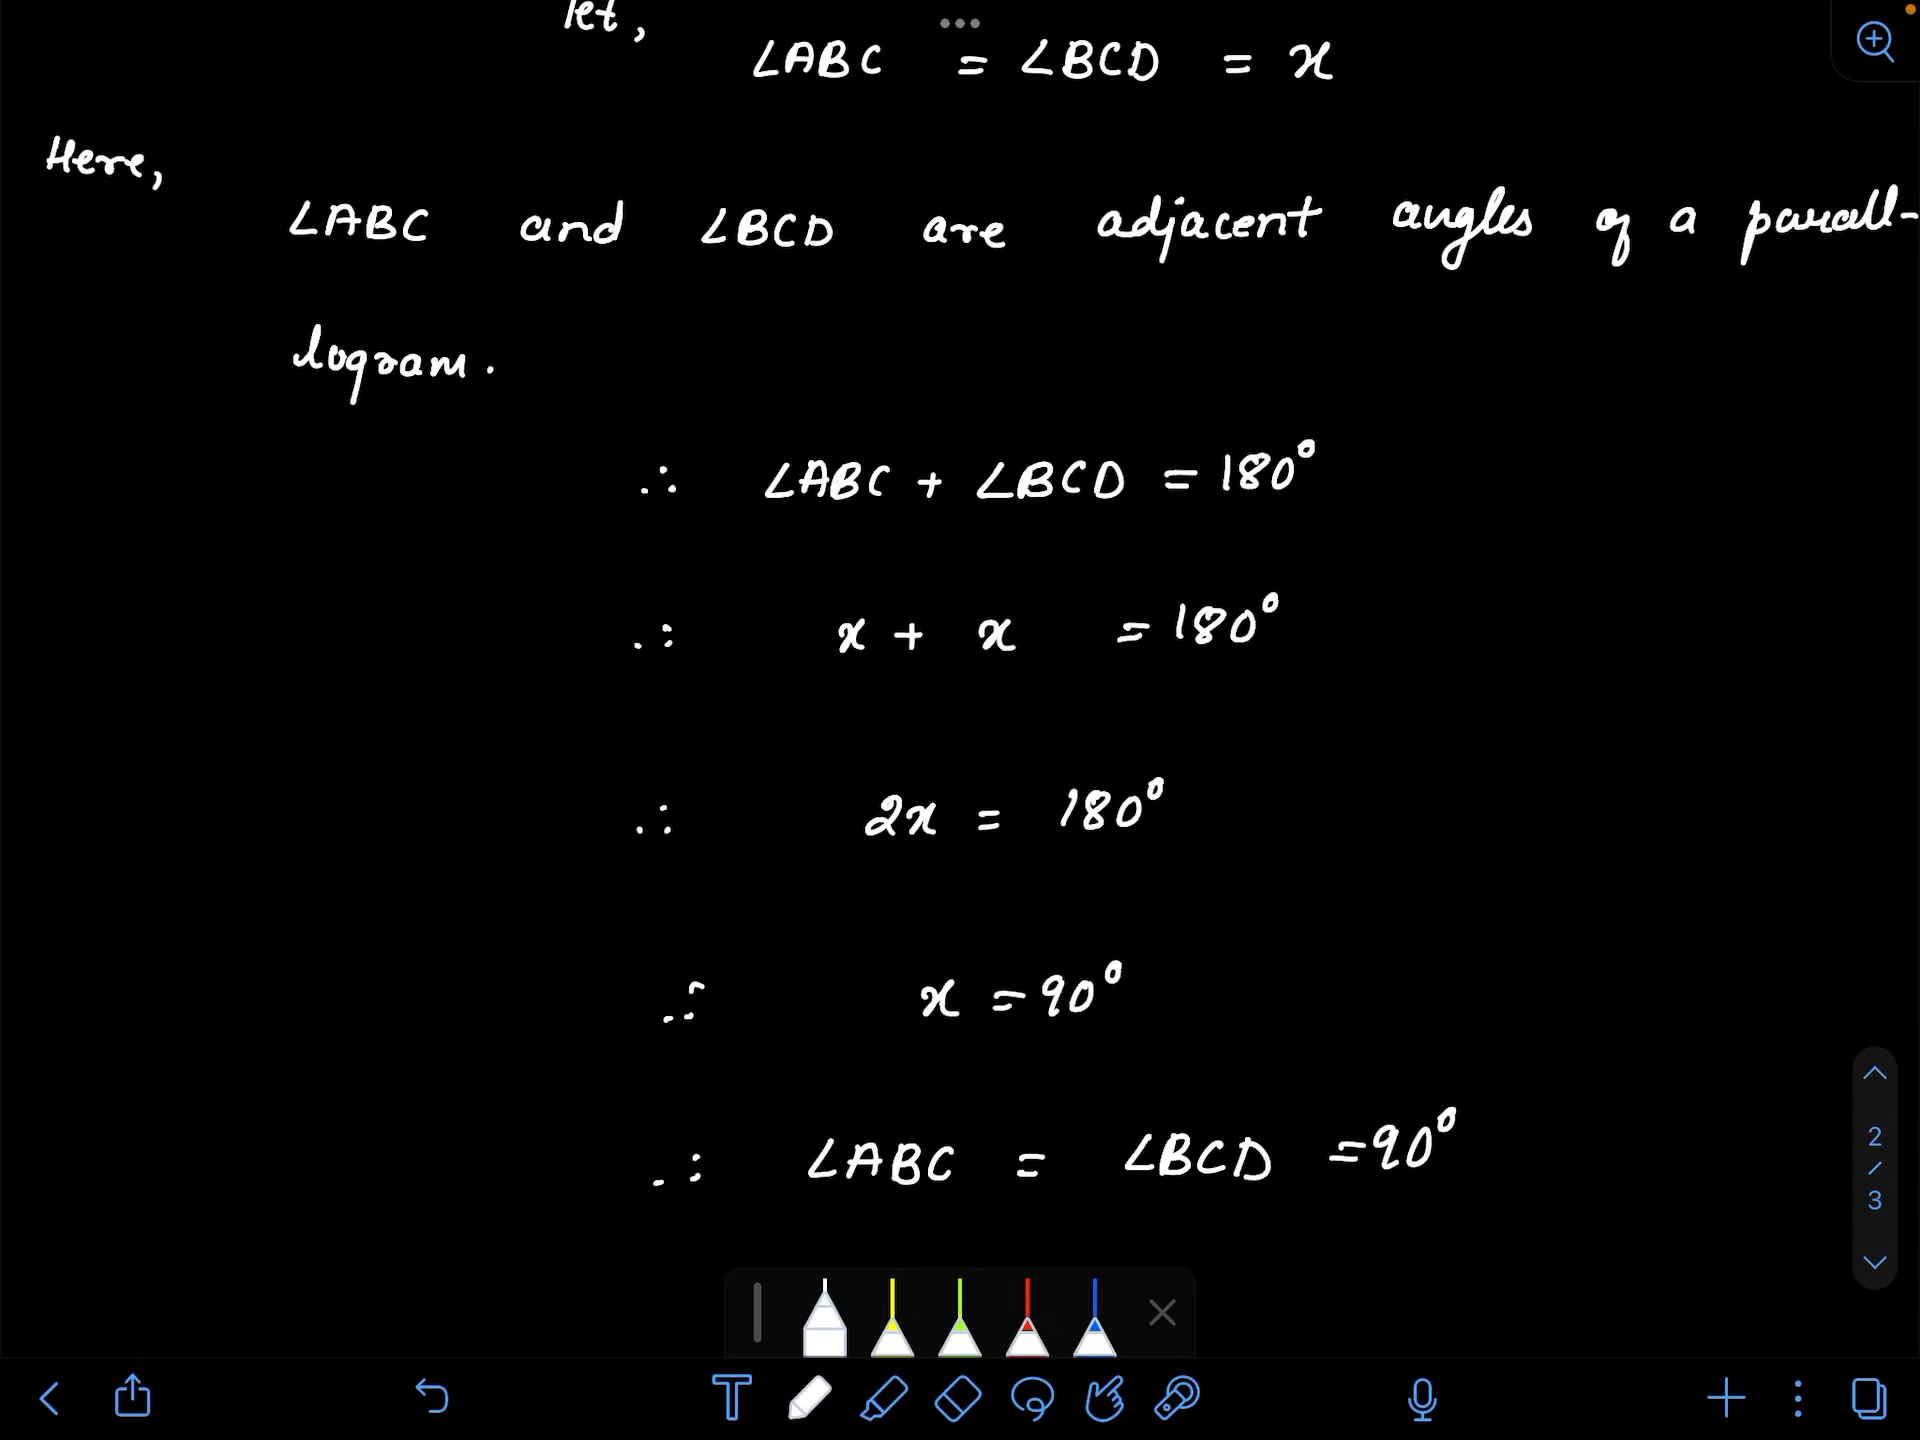 let,
∠ABC = ∠BCD = x
Here,
∠ABC and ∠BCD are adjacent angles of a parall-
logram.
∴ ∠ABC + ∠BCD = 180°
∴ x + x = 180°
∴ 2x = 180°
∴ x = 90°
∴ ∠ABC = ∠BCD = 90°
2
/
3
T